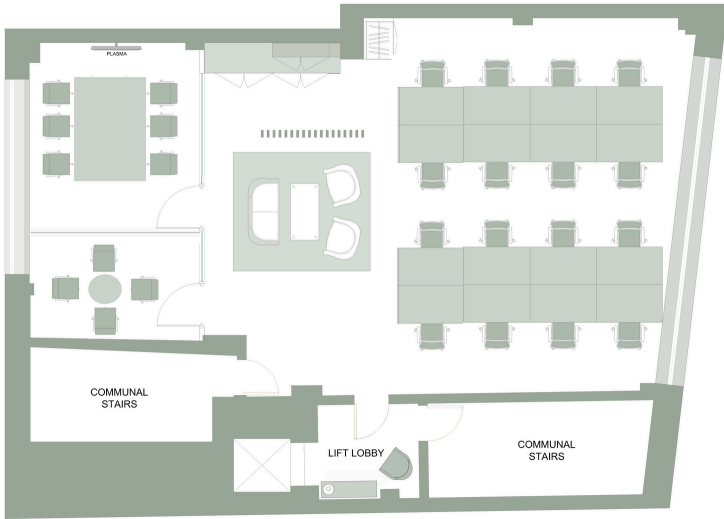 PLASMA
COMMUNAL
STAIRS
LIFT LOBBY
COMMUNAL
STAIRS